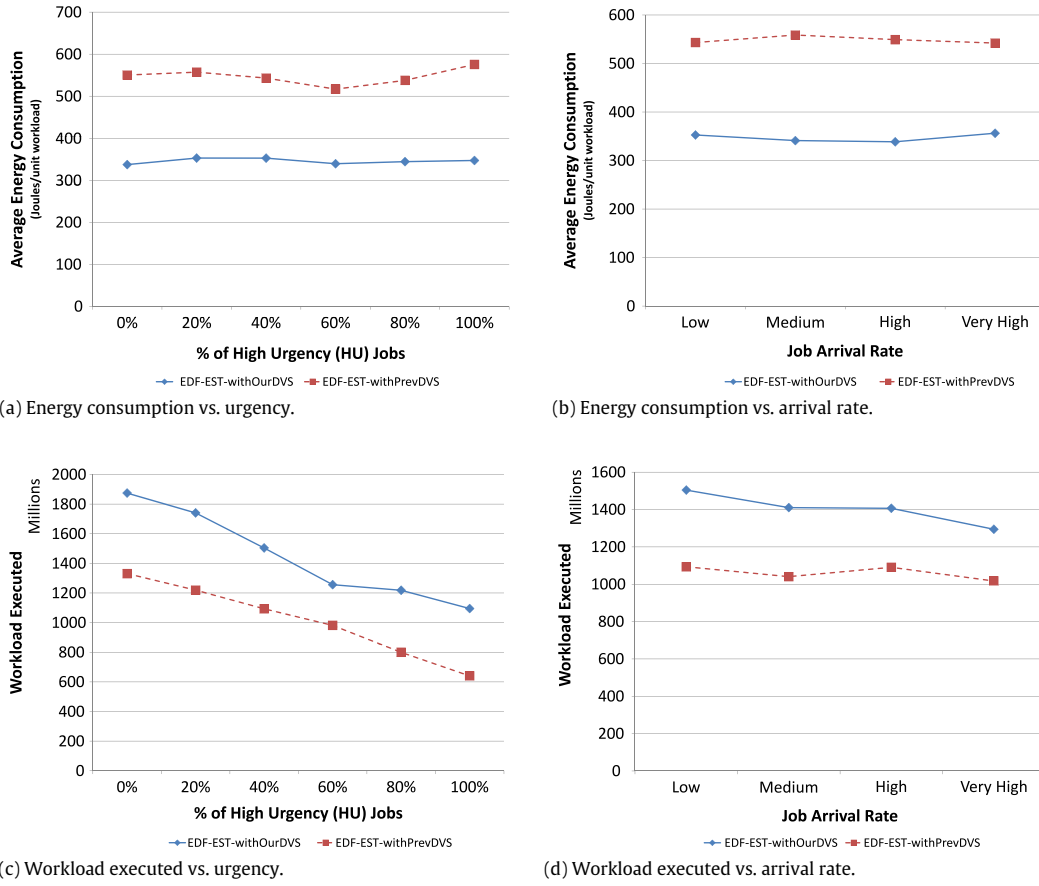 700
600
500
400
300
200
100
0
Average Energy Consumption
(Joules/unit workload)
0% 20% 40% 60% 80% 100%
% of High Urgency (HU) Jobs
EDF-EST-withOurDVS EDF-EST-withPrevDVS
(a) Energy consumption vs. urgency.
600
500
400
300
200
100
0
Average Energy Consumption
(Joules/unit workload)
Low Medium High Very High
Job Arrival Rate
EDF-EST-withOurDVS EDF-EST-withPrevDVS
(b) Energy consumption vs. arrival rate.
2000
1800
1600
1400
1200
1000
800
600
400
200
0
Millions
Workload Executed
0% 20% 40% 60% 80% 100%
% of High Urgency (HU) Jobs
EDF-EST-withOurDVS EDF-EST-withPrevDVS
(c) Workload executed vs. urgency.
1600
1400
1200
1000
800
600
400
200
0
Millions
Workload Executed
Low Medium High Very High
Job Arrival Rate
EDF-EST-withOurDVS EDF-EST-withPrevDVS
(d) Workload executed vs. arrival rate.